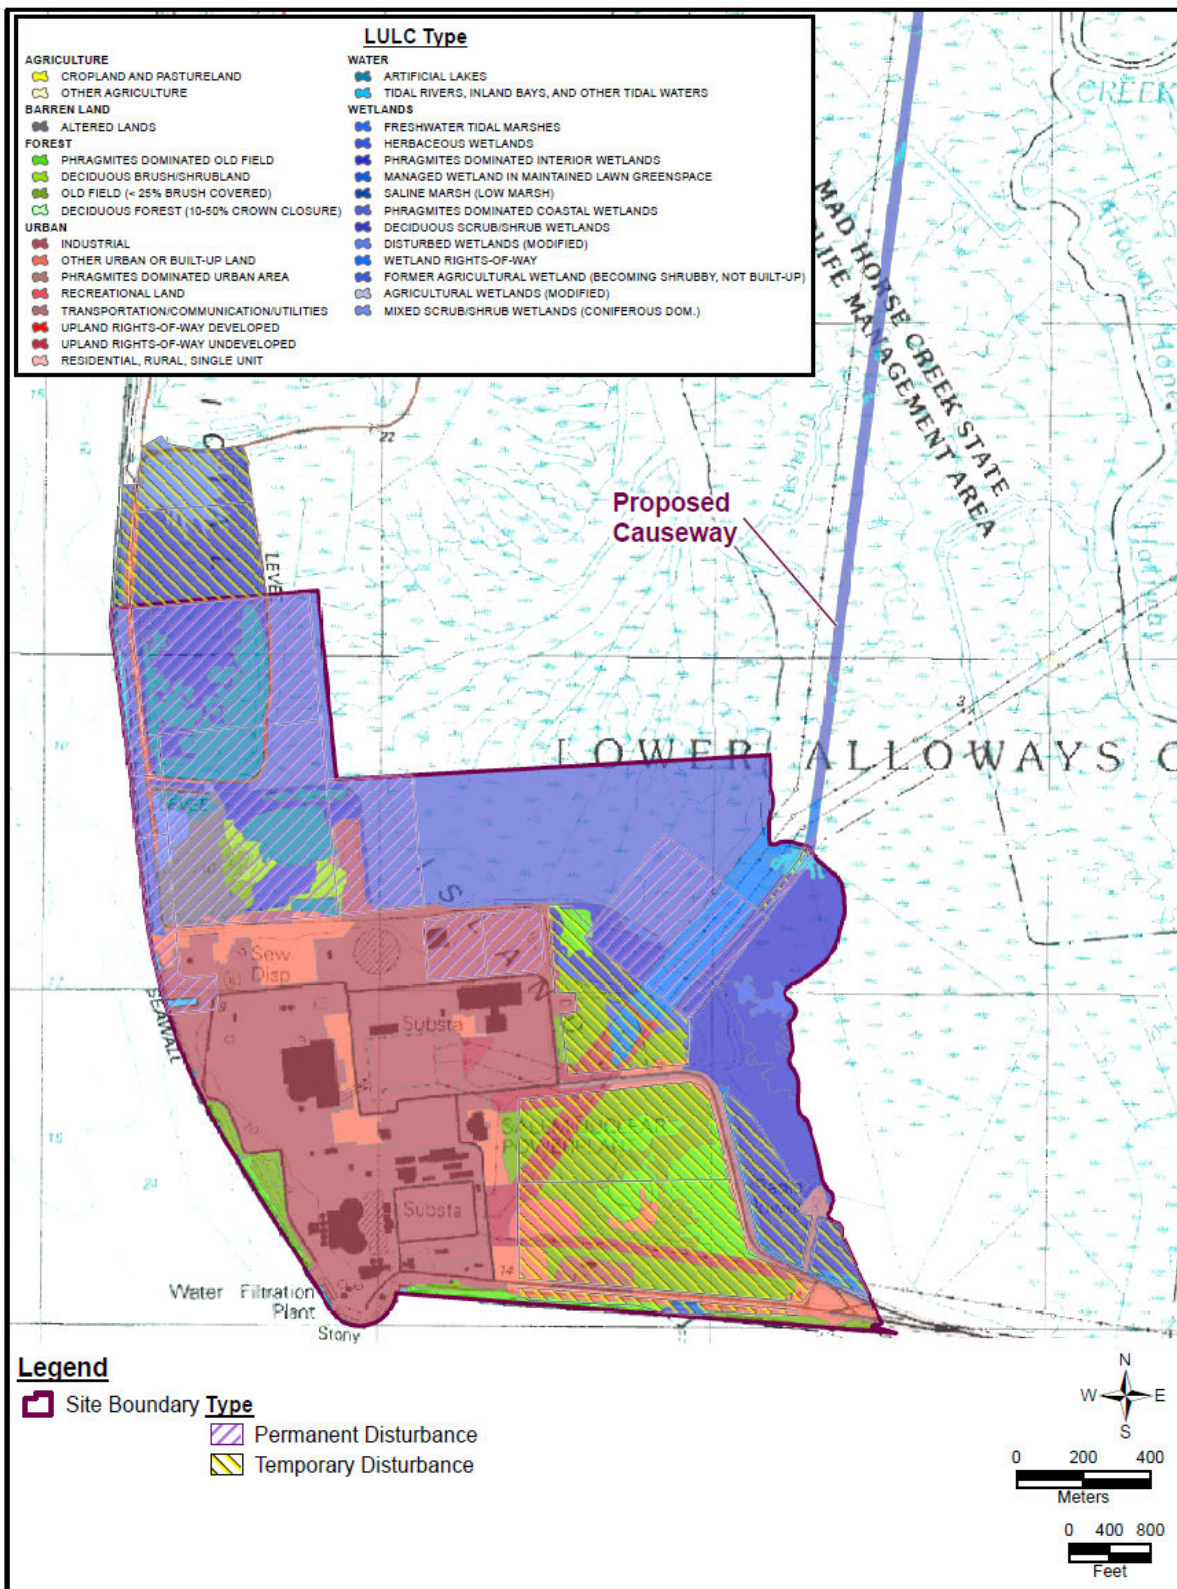 LULC Type
AGRICULTURE
CROPLAND AND PASTURELAND
OTHER AGRICULTURE
BARREN LAND
ALTERED LANDS
FOREST
PHRAGMITES DOMINATED OLD FIELD
DECIDUOUS BRUSH/SHRUBLAND
OLD FIELD (< 25% BRUSH COVERED)
DECIDUOUS FOREST (10-50% CROWN CLOSURE)
URBAN
INDUSTRIAL
OTHER URBAN OR BUILT-UP LAND
PHRAGMITES DOMINATED URBAN AREA
RECREATIONAL LAND
TRANSPORTATION/COMMUNICATION/UTILITIES
UPLAND RIGHTS-OF-WAY DEVELOPED
UPLAND RIGHTS-OF-WAY UNDEVELOPED
RESIDENTIAL, RURAL, SINGLE UNIT
WATER
ARTIFICIAL LAKES
TIDAL RIVERS, INLAND BAYS, AND OTHER TIDAL WATERS
WETLANDS
FRESHWATER TIDAL MARSHES
HERBACEOUS WETLANDS
PHRAGMITES DOMINATED INTERIOR WETLANDS
MANAGED WETLAND IN MAINTAINED LAWN GREENSPACE
SALINE MARSH (LOW MARSH)
PHRAGMITES DOMINATED COASTAL WETLANDS
DECIDUOUS SCRUB/SHRUB WETLANDS
DISTURBED WETLANDS (MODIFIED)
WETLAND RIGHTS-OF-WAY
FORMER AGRICULTURAL WETLAND (BECOMING SHRUBBY, NOT BUILT-UP)
AGRICULTURAL WETLANDS (MODIFIED)
MIXED SCRUB/SHRUB WETLANDS (CONIFEROUS DOM.)
CREEK
MAD HORSE CREEK STATE
MANAGEMENT AREA
22
Proposed
Causeway
3
LOWER ALLOWAYS C
Sew
Disp
SEAWALL
Substa
Substa
14
Water Filtration
Plant
Stony
Legend
Site Boundary
Type
Permanent Disturbance
Temporary Disturbance
N
W E
S
0 200 400
Meters
0 400 800
Feet